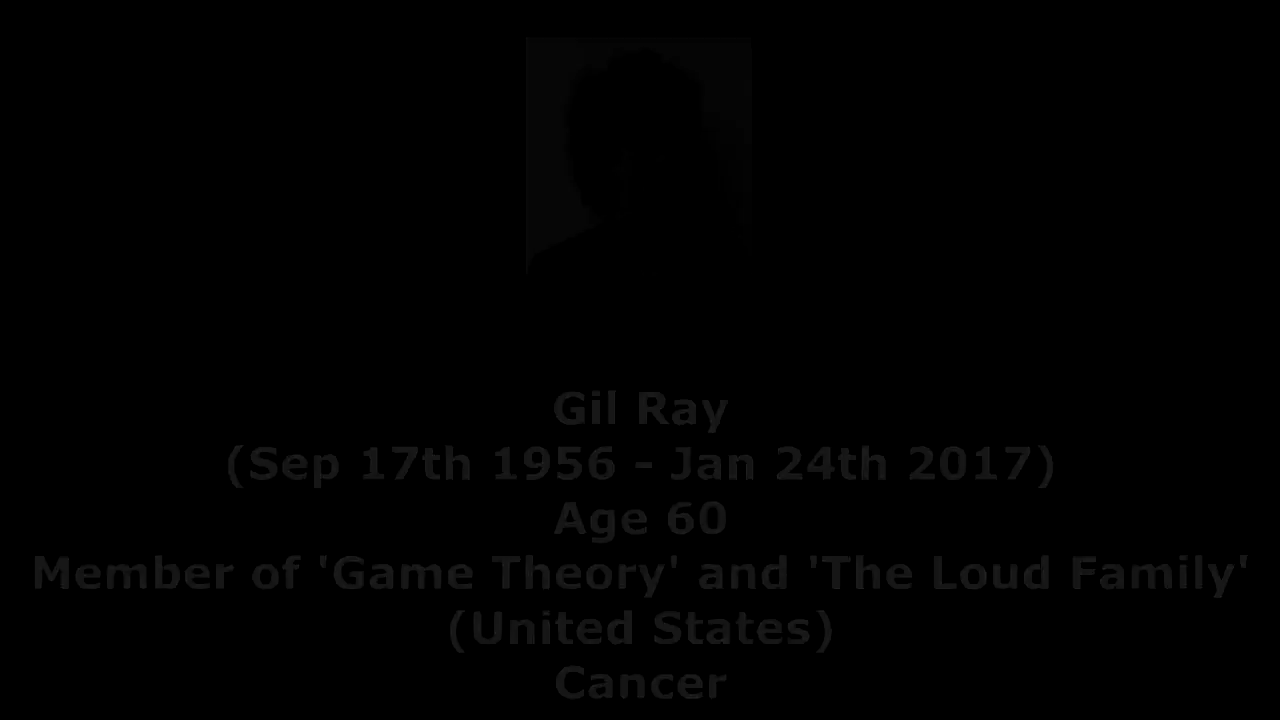 Gil Ray
(Sep 17th 1956 - Jan 24th 2017)
Age 60
Member of 'Game Theory' and 'The Loud Family'
(United States)
Cancer